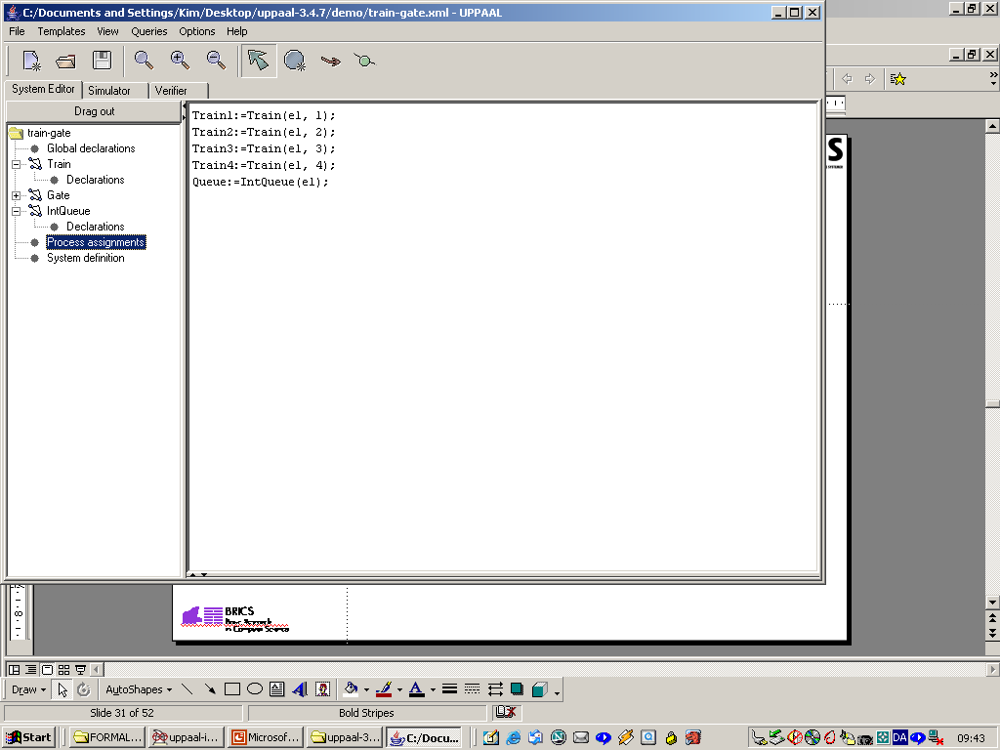 C:/Documents and Settings/Kim/Desktop/uppaal-3.4.7/demo/train-gate.xml - UPPAAL
File Templates View Queries Options Help
System Editor Simulator Verifier
Drag out
train-gate
Global declarations
Train
Declarations
Gate
IntQueue
Declarations
Process assignments
System definition
Train1:=Train(el, 1);
Train2:=Train(el, 2);
Train3:=Train(el, 3);
Train4:=Train(el, 4);
Queue:=IntQueue(el);
S
BRICS
Basic Research
in Computer Science
8
Draw AutoShapes
Slide 31 of 52 Bold Stripes
Start FORMAL... uppaal-i... Microsof... uppaal-3... C:/Docu... DA 09:43